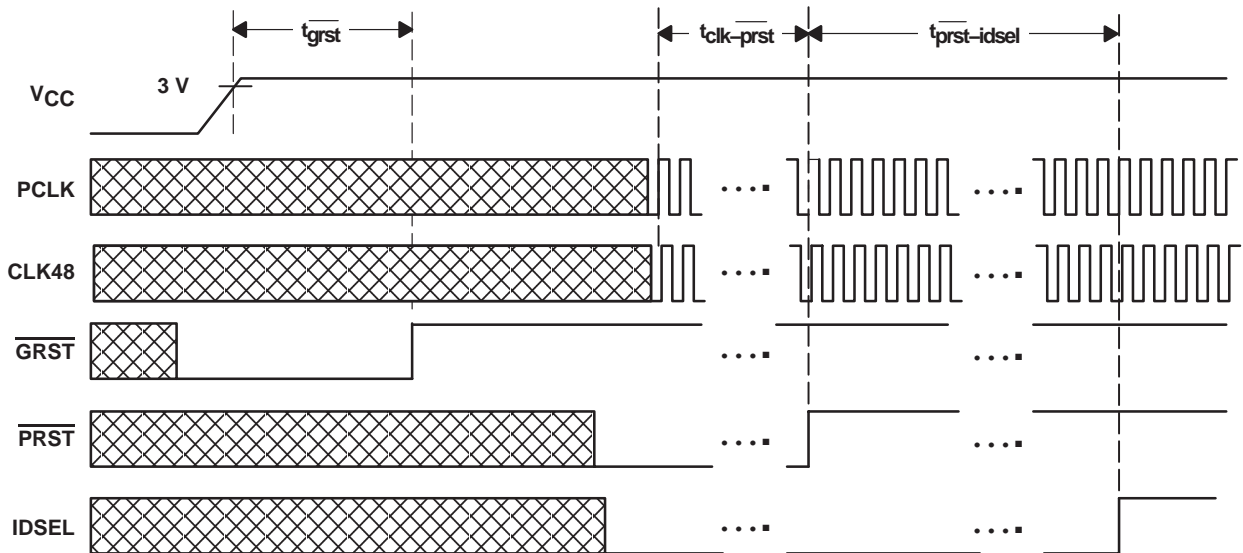 tgrst
tclk–prst
tprst–idsel
3 V
VCC
PCLK
CLK48
GRST
PRST
IDSEL